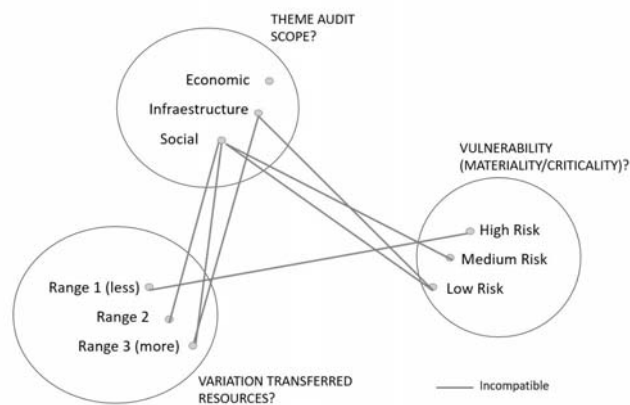 THEME AUDIT
SCOPE?
Economic
Infraestructure
Social
VULNERABILITY
(MATERIALITY/CRITICALITY)?
High Risk
Medium Risk
Low Risk
Range 1 (less)
Range 2
Range 3 (more)
VARIATION TRANSFERRED
RESOURCES?
Incompatible